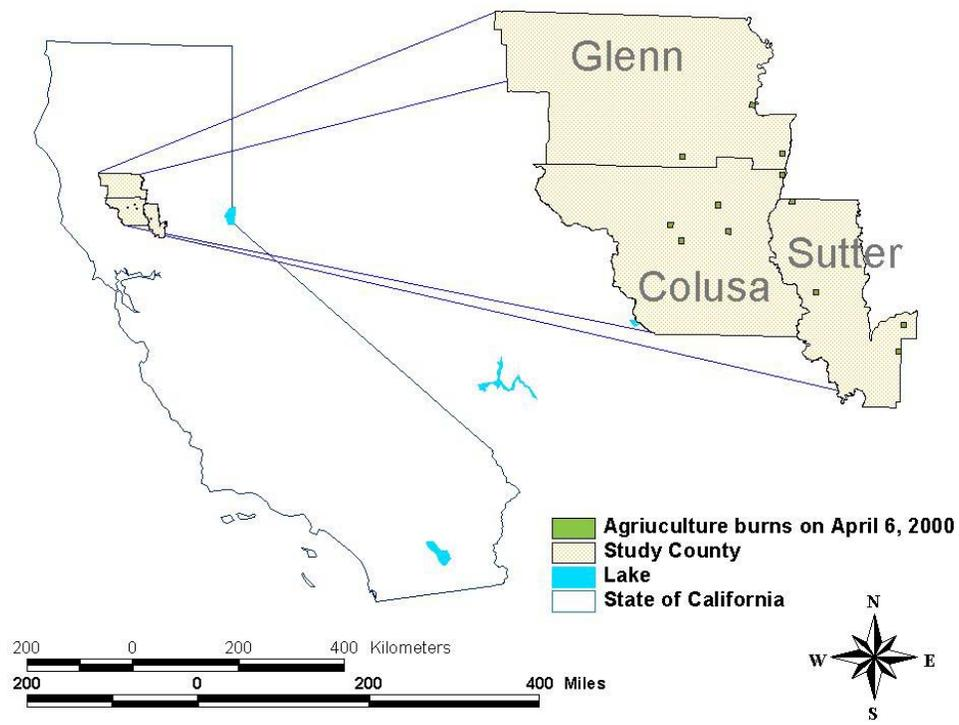 Glenn
Sutter
Colusa
Agriuculture burns on April 6, 2000
Study County
Lake
State of California
N
W E
S
200 0 200 400 Kilometers
200 0 200 400 Miles